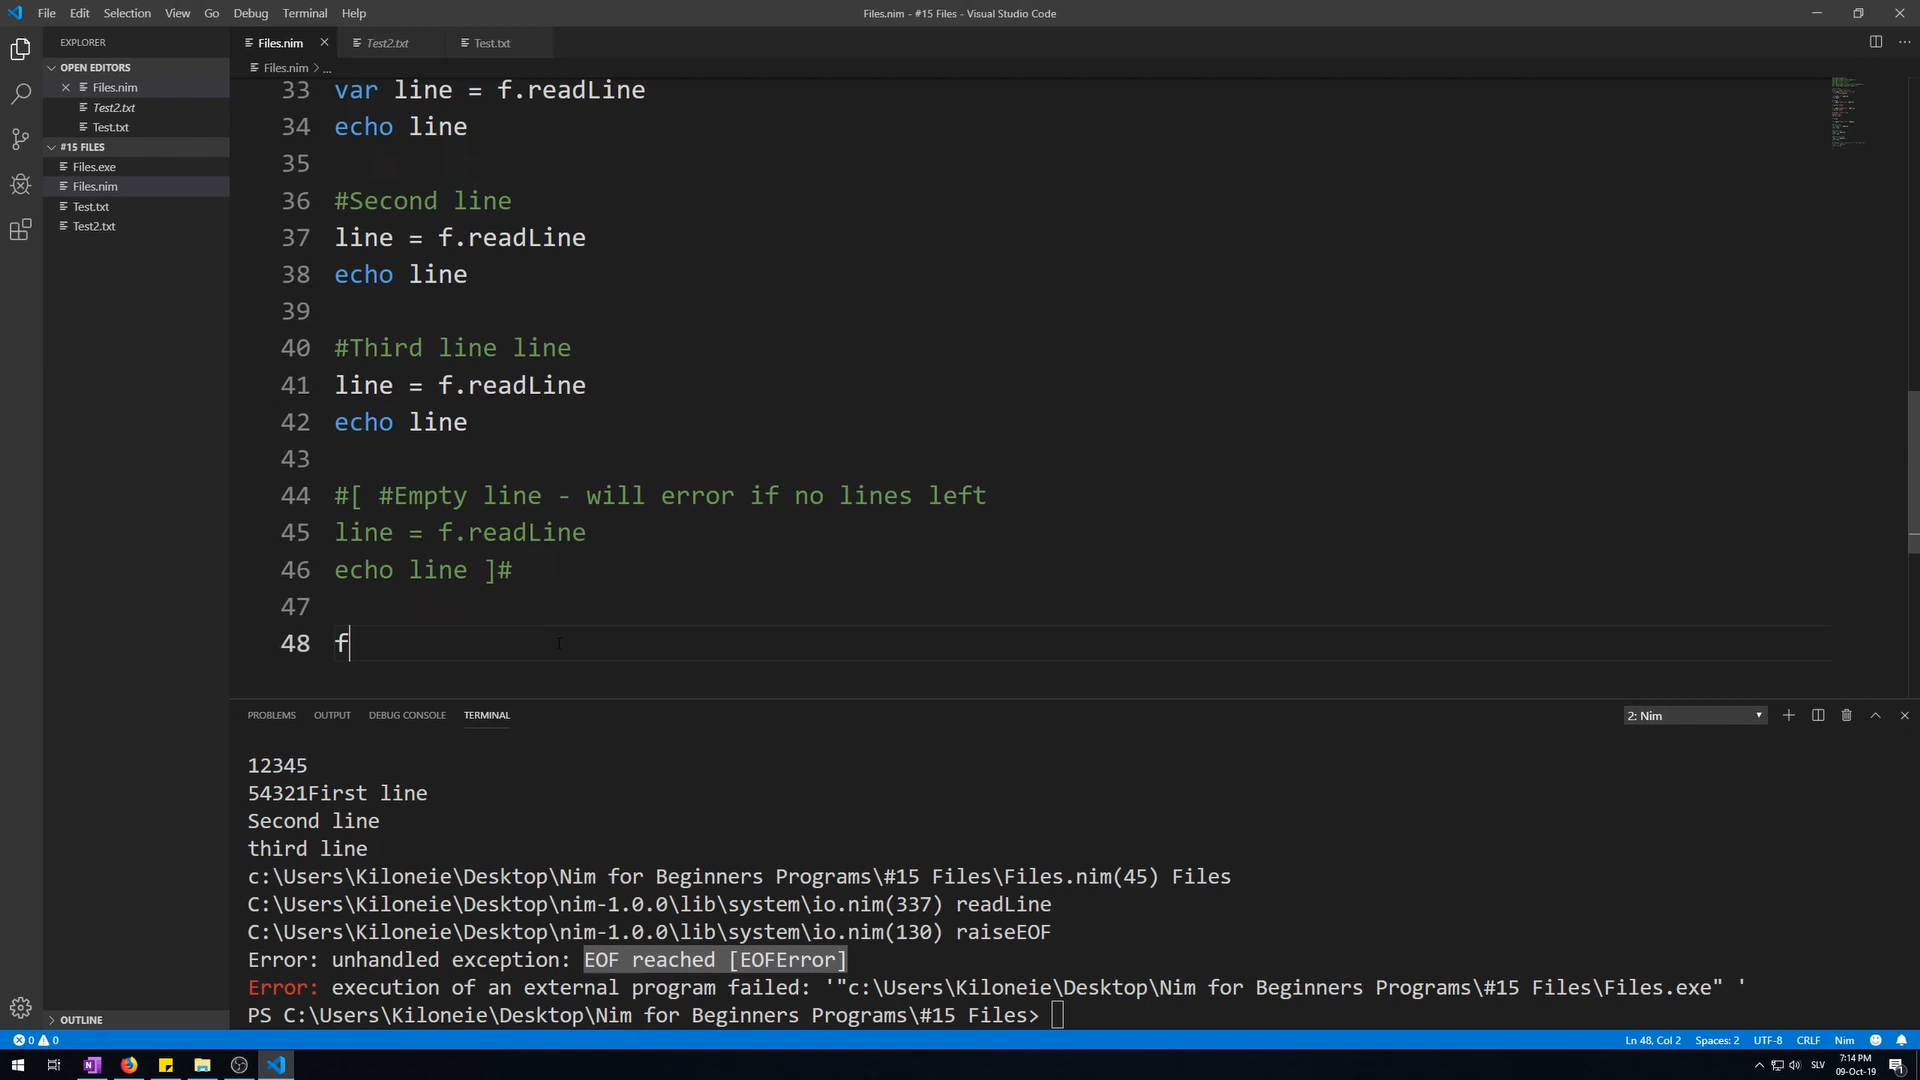 File Edit Selection View Go Debug Terminal Help
Files.nim - #15 Files - Visual Studio Code
EXPLORER
OPEN EDITORS
Files.nim
Test2.txt
Test.txt
#15 FILES
Files.exe
Files.nim
Test.txt
Test2.txt
OUTLINE
Files.nim Test2.txt Test.txt
Files.nim > ...
33 var line = f.readLine
34 echo line
35
36 #Second line
37 line = f.readLine
38 echo line
39
40 #Third line line
41 line = f.readLine
42 echo line
43
44 #[ #Empty line - will error if no lines left
45 line = f.readLine
46 echo line ]#
47
48 f
PROBLEMS OUTPUT DEBUG CONSOLE TERMINAL
2: Nim
12345
54321First line
Second line
third line
c:\Users\Kiloneie\Desktop\Nim for Beginners Programs\#15 Files\Files.nim(45) Files
C:\Users\Kiloneie\Desktop\nim-1.0.0\lib\system\io.nim(337) readLine
C:\Users\Kiloneie\Desktop\nim-1.0.0\lib\system\io.nim(130) raiseEOF
Error: unhandled exception: EOF reached [EOFError]
Error: execution of an external program failed: '"c:\Users\Kiloneie\Desktop\Nim for Beginners Programs\#15 Files\Files.exe" '
PS C:\Users\Kiloneie\Desktop\Nim for Beginners Programs\#15 Files>
0 0
Ln 48, Col 2 Spaces: 2 UTF-8 CRLF Nim
SLV
7:14 PM
09-Oct-19